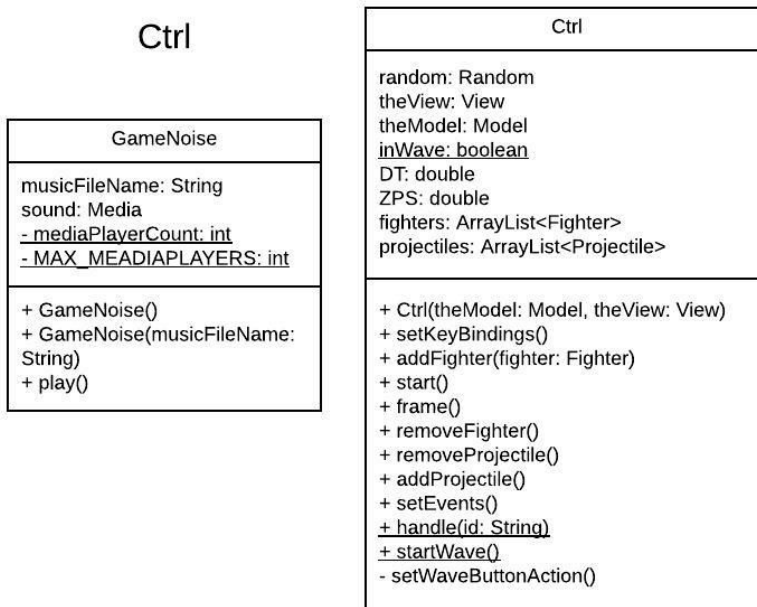 Ctrl
GameNoise
musicFileName: String
sound: Media
- mediaPlayerCount: int
- MAX_MEADIAPLAYERS: int
+ GameNoise()
+ GameNoise(musicFileName:
String)
+ play()
Ctrl
random: Random
theView: View
theModel: Model
inWave: boolean
DT: double
ZPS: double
fighters: ArrayList<Fighter>
projectiles: ArrayList<Projectile>
+ Ctrl(theModel: Model, theView: View)
+ setKeyBindings()
+ addFighter(fighter: Fighter)
+ start()
+ frame()
+ removeFighter()
+ removeProjectile()
+ addProjectile()
+ setEvents()
+ handle(id: String)
+ startWave()
- setWaveButtonAction()